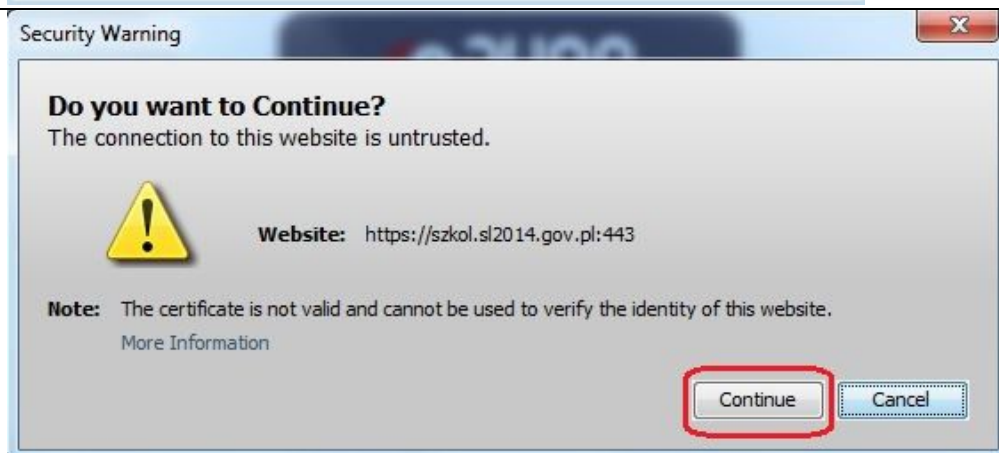 Security Warning
Do you want to Continue?
The connection to this website is untrusted.
Website: https://szkol.sl2014.gov.pl:443
Note: The certificate is not valid and cannot be used to verify the identity of this website.
More Information
Continue Cancel